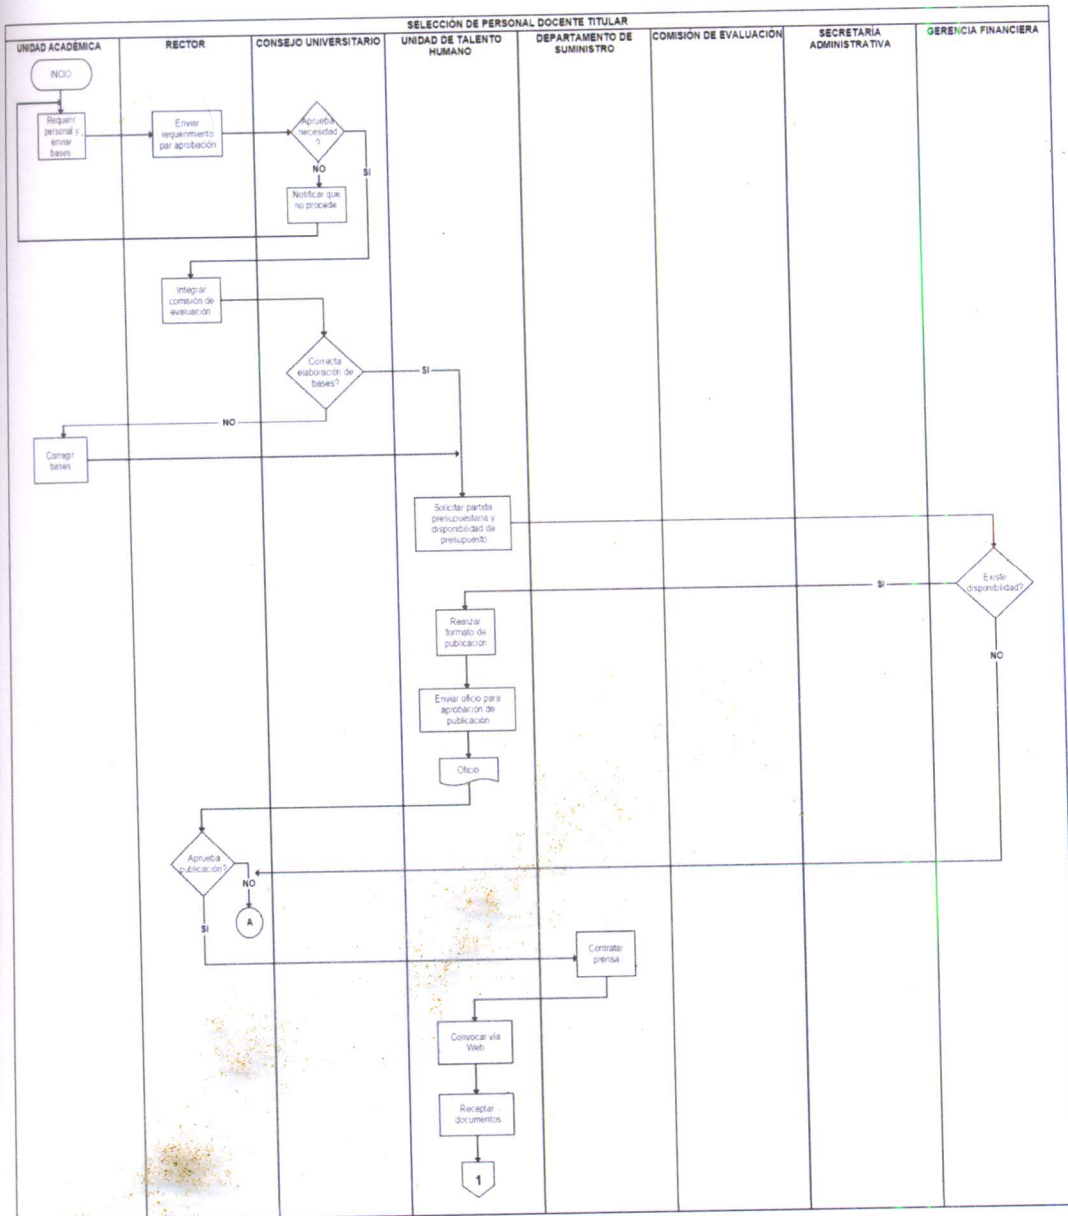 SELECCIÓN DE PERSONAL DOCENTE TITULAR
UNIDAD ACADÉMICA
RECTOR
CONSEJO UNIVERSITARIO
UNIDAD DE TALENTO
HUMANO
DEPARTAMENTO DE
SUMINISTRO
COMISIÓN DE EVALUACIÓN
SECRETARÍA
ADMINISTRATIVA
GERENCIA FINANCIERA
INICIO
Requerir
personal y
enviar
bases
Enviar
requerimiento
par aprobación
Aprueba
necesidad
?
NO
SI
Notificar que
no procede
Integrar
comisión de
evaluación
Correcta
elaboración de
bases?
SI
NO
Corregir
bases
Solicitar partida
presupuestaria y
disponibilidad de
presupuesto
Existe
disponibilidad?
SI
NO
Realizar
formato de
publicación
Enviar oficio para
aprobación de
publicación
Oficio
Aprueba
publicación?
NO
A
SI
Contratar
prensa
Convocar vía
Web
Receptar
documentos
1